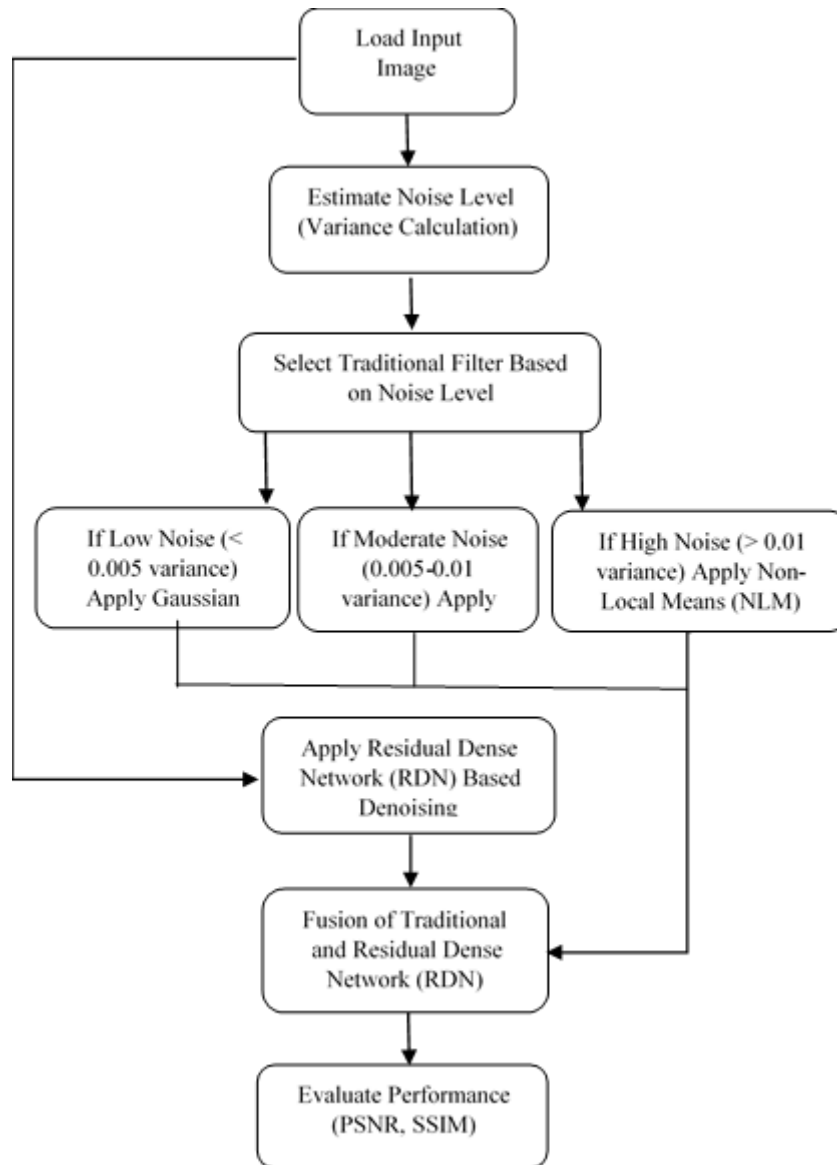 Load Input
Image
Estimate Noise Level
(Variance Calculation)
Select Traditional Filter Based
on Noise Level
If Low Noise (<
0.005 variance)
Apply Gaussian
If Moderate Noise
(0.005-0.01
variance) Apply
If High Noise (> 0.01
variance) Apply Non-
Local Means (NLM)
Apply Residual Dense
Network (RDN) Based
Denoising
Fusion of Traditional
and Residual Dense
Network (RDN)
Evaluate Performance
(PSNR, SSIM)